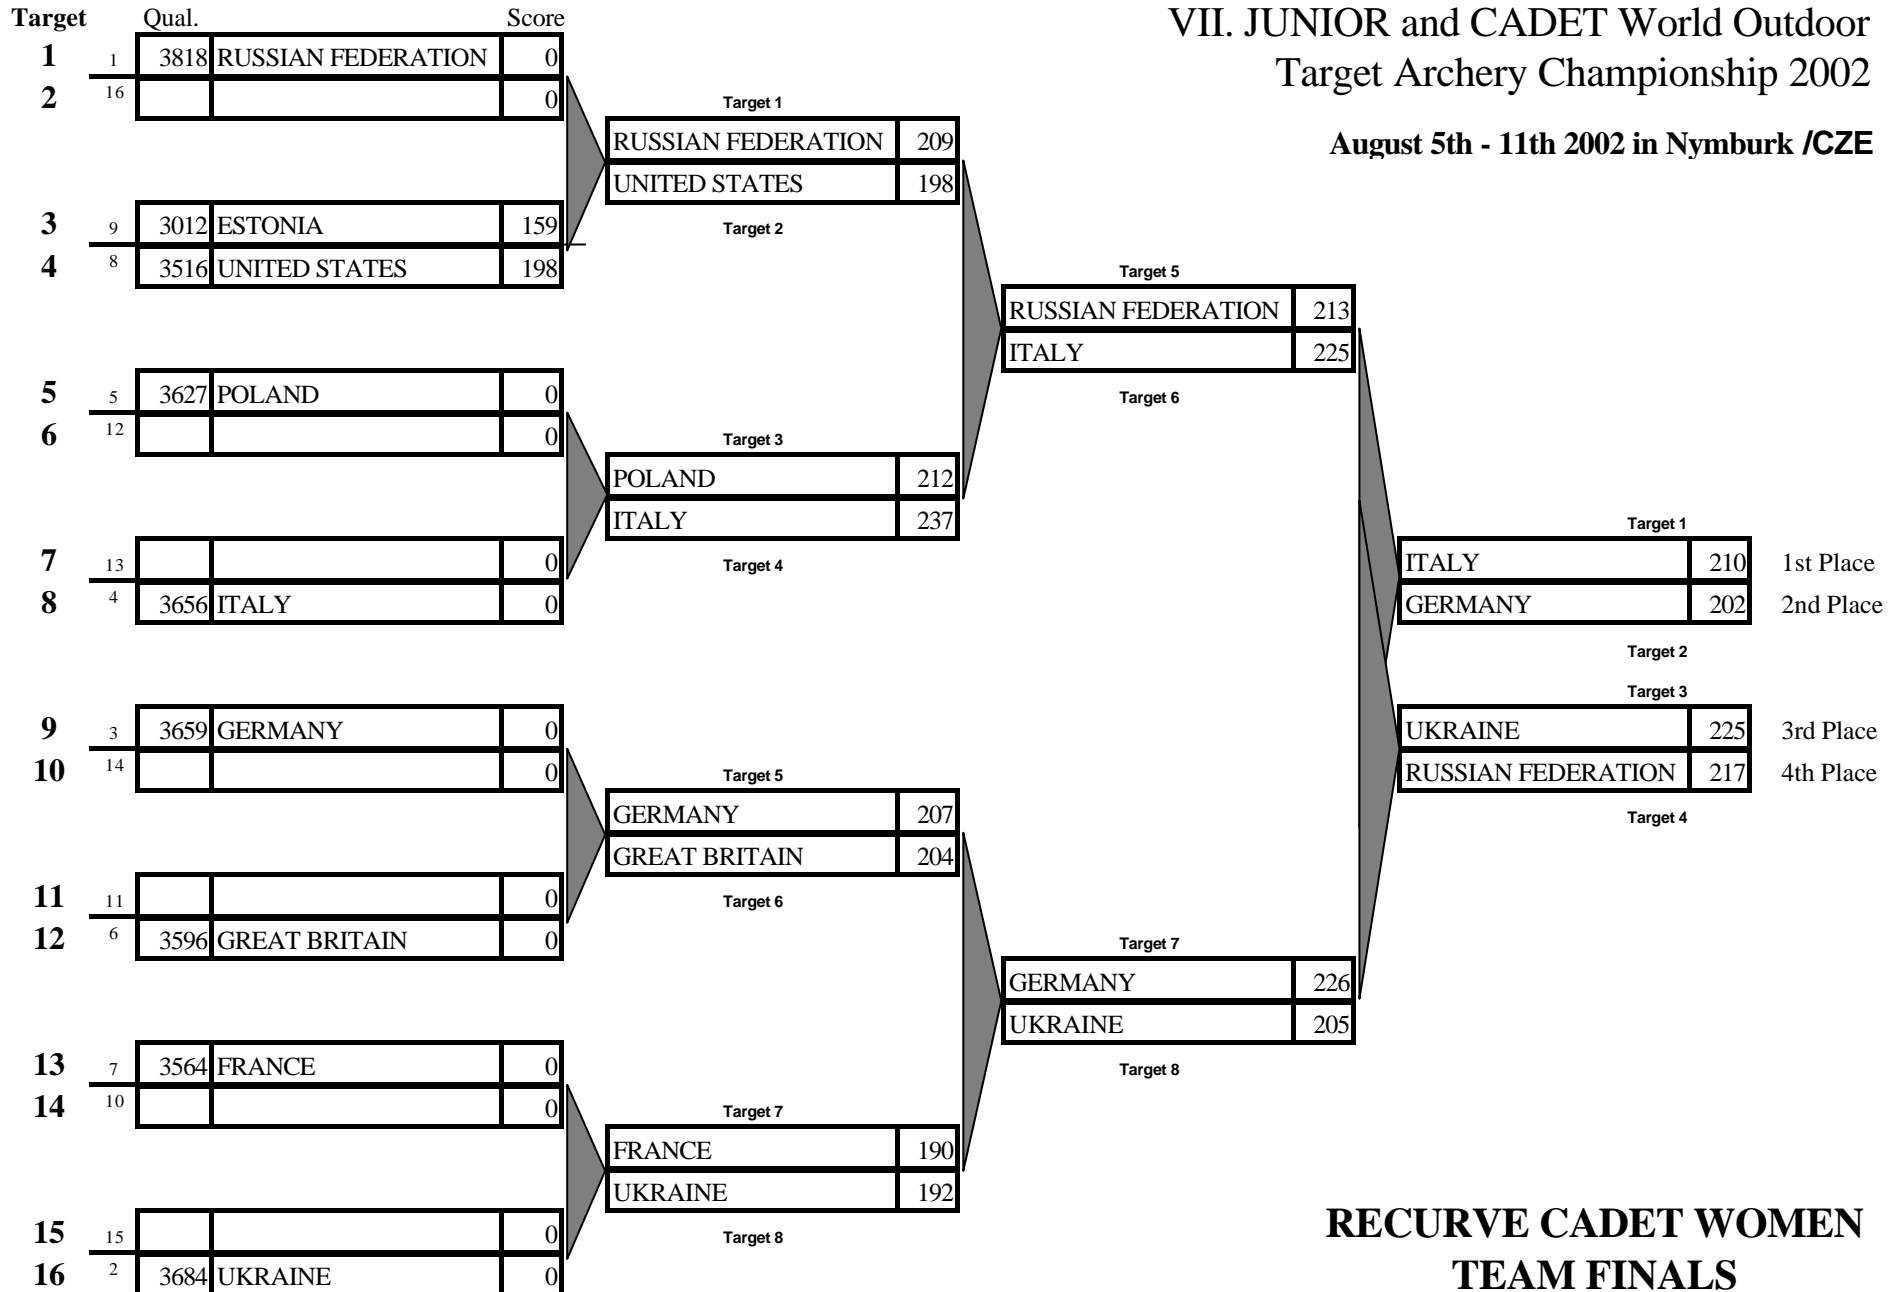 Target Qual. Score
VII. JUNIOR and CADET World Outdoor
Target Archery Championship 2002
August 5th - 11th 2002 in Nymburk /CZE
1 1 3818 RUSSIAN FEDERATION 0
2 16 0
3 9 3012 ESTONIA 159
4 8 3516 UNITED STATES 198
5 5 3627 POLAND 0
6 12 0
7 13 0
8 4 3656 ITALY 0
9 3 3659 GERMANY 0
10 14 0
11 11 0
12 6 3596 GREAT BRITAIN 0
13 7 3564 FRANCE 0
14 10 0
15 15 0
16 2 3684 UKRAINE 0
Target 1
RUSSIAN FEDERATION 209
UNITED STATES 198
Target 2
Target 3
POLAND 212
ITALY 237
Target 4
Target 5
GERMANY 207
GREAT BRITAIN 204
Target 6
Target 7
FRANCE 190
UKRAINE 192
Target 8
Target 5
RUSSIAN FEDERATION 213
ITALY 225
Target 6
Target 7
GERMANY 226
UKRAINE 205
Target 8
Target 1
ITALY 210 1st Place
GERMANY 202 2nd Place
Target 2
Target 3
UKRAINE 225 3rd Place
RUSSIAN FEDERATION 217 4th Place
Target 4
RECURVE CADET WOMEN
TEAM FINALS